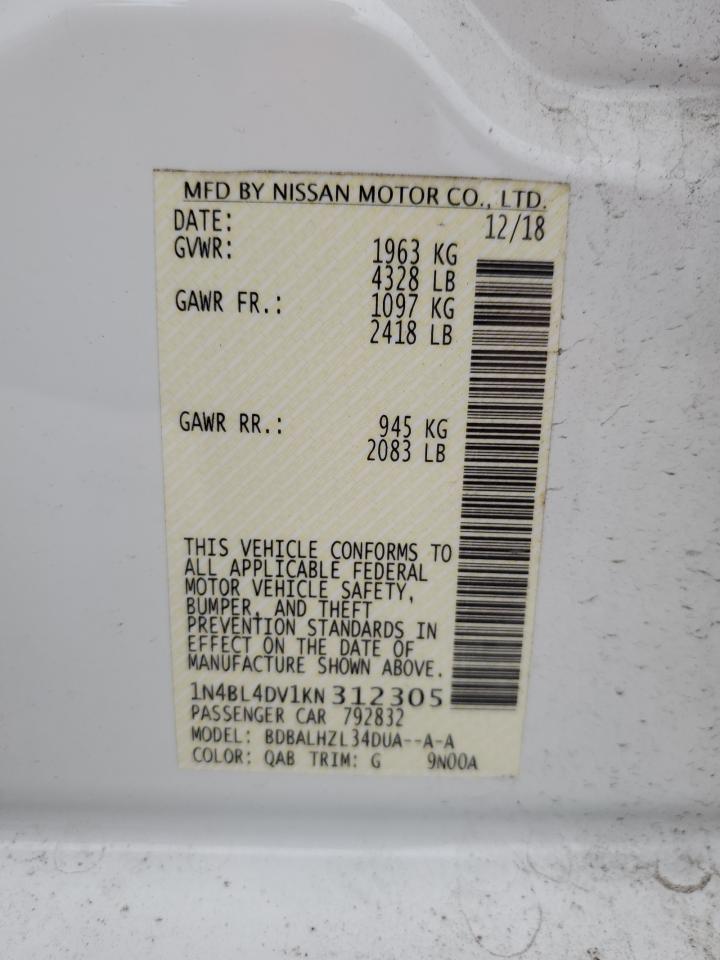 MFD BY NISSAN MOTOR CO., LTD.
DATE: 12/18
GVWR: 1963 KG
4328 LB
GAWR FR.: 1097 KG
2418 LB
GAWR RR.: 945 KG
2083 LB
THIS VEHICLE CONFORMS TO
ALL APPLICABLE FEDERAL
MOTOR VEHICLE SAFETY,
BUMPER, AND THEFT
PREVENTION STANDARDS IN
EFFECT ON THE DATE OF
MANUFACTURE SHOWN ABOVE.
1N4BL4DV1KN 312305
PASSENGER CAR 792832
MODEL: BDBALHZL34DUA--A-A
COLOR: QAB TRIM: G 9N00A